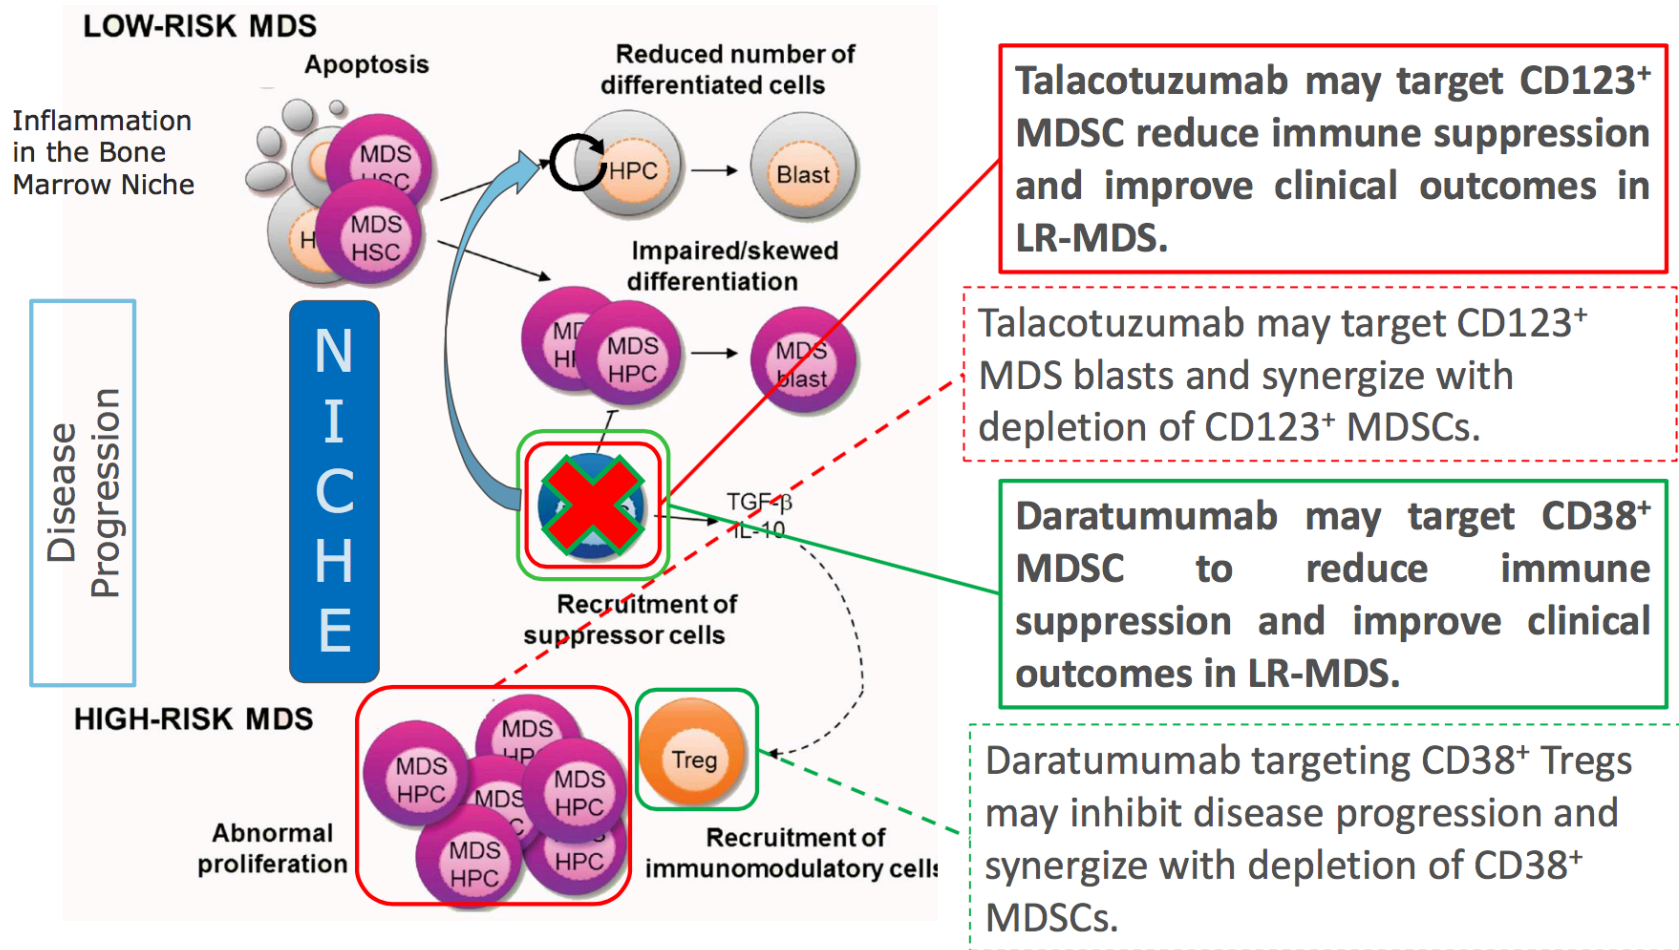 LOW-RISK MDS
Apoptosis
Reduced number of
differentiated cells
Inflammation
in the Bone
Marrow Niche
MDS
HSC
MDS
HSC
H
HPC
Blast
Impaired/skewed
differentiation
MDS
HPC
MDS
blast
NICHE
Disease
Progression
TGF-β
IL-10
Recruitment of
suppressor cells
HIGH-RISK MDS
MDS
HPC
MDS
HPC
MDS
MDS
HPC
MDS
HPC
HPC
Treg
Abnormal
proliferation
Recruitment of
immunomodulatory cells
Talacotuzumab may target CD123⁺
MDSC reduce immune suppression
and improve clinical outcomes in
LR-MDS.
Talacotuzumab may target CD123⁺
MDS blasts and synergize with
depletion of CD123⁺ MDSCs.
Daratumumab may target CD38⁺
MDSC to reduce immune
suppression and improve clinical
outcomes in LR-MDS.
Daratumumab targeting CD38⁺ Tregs
may inhibit disease progression and
synergize with depletion of CD38⁺
MDSCs.